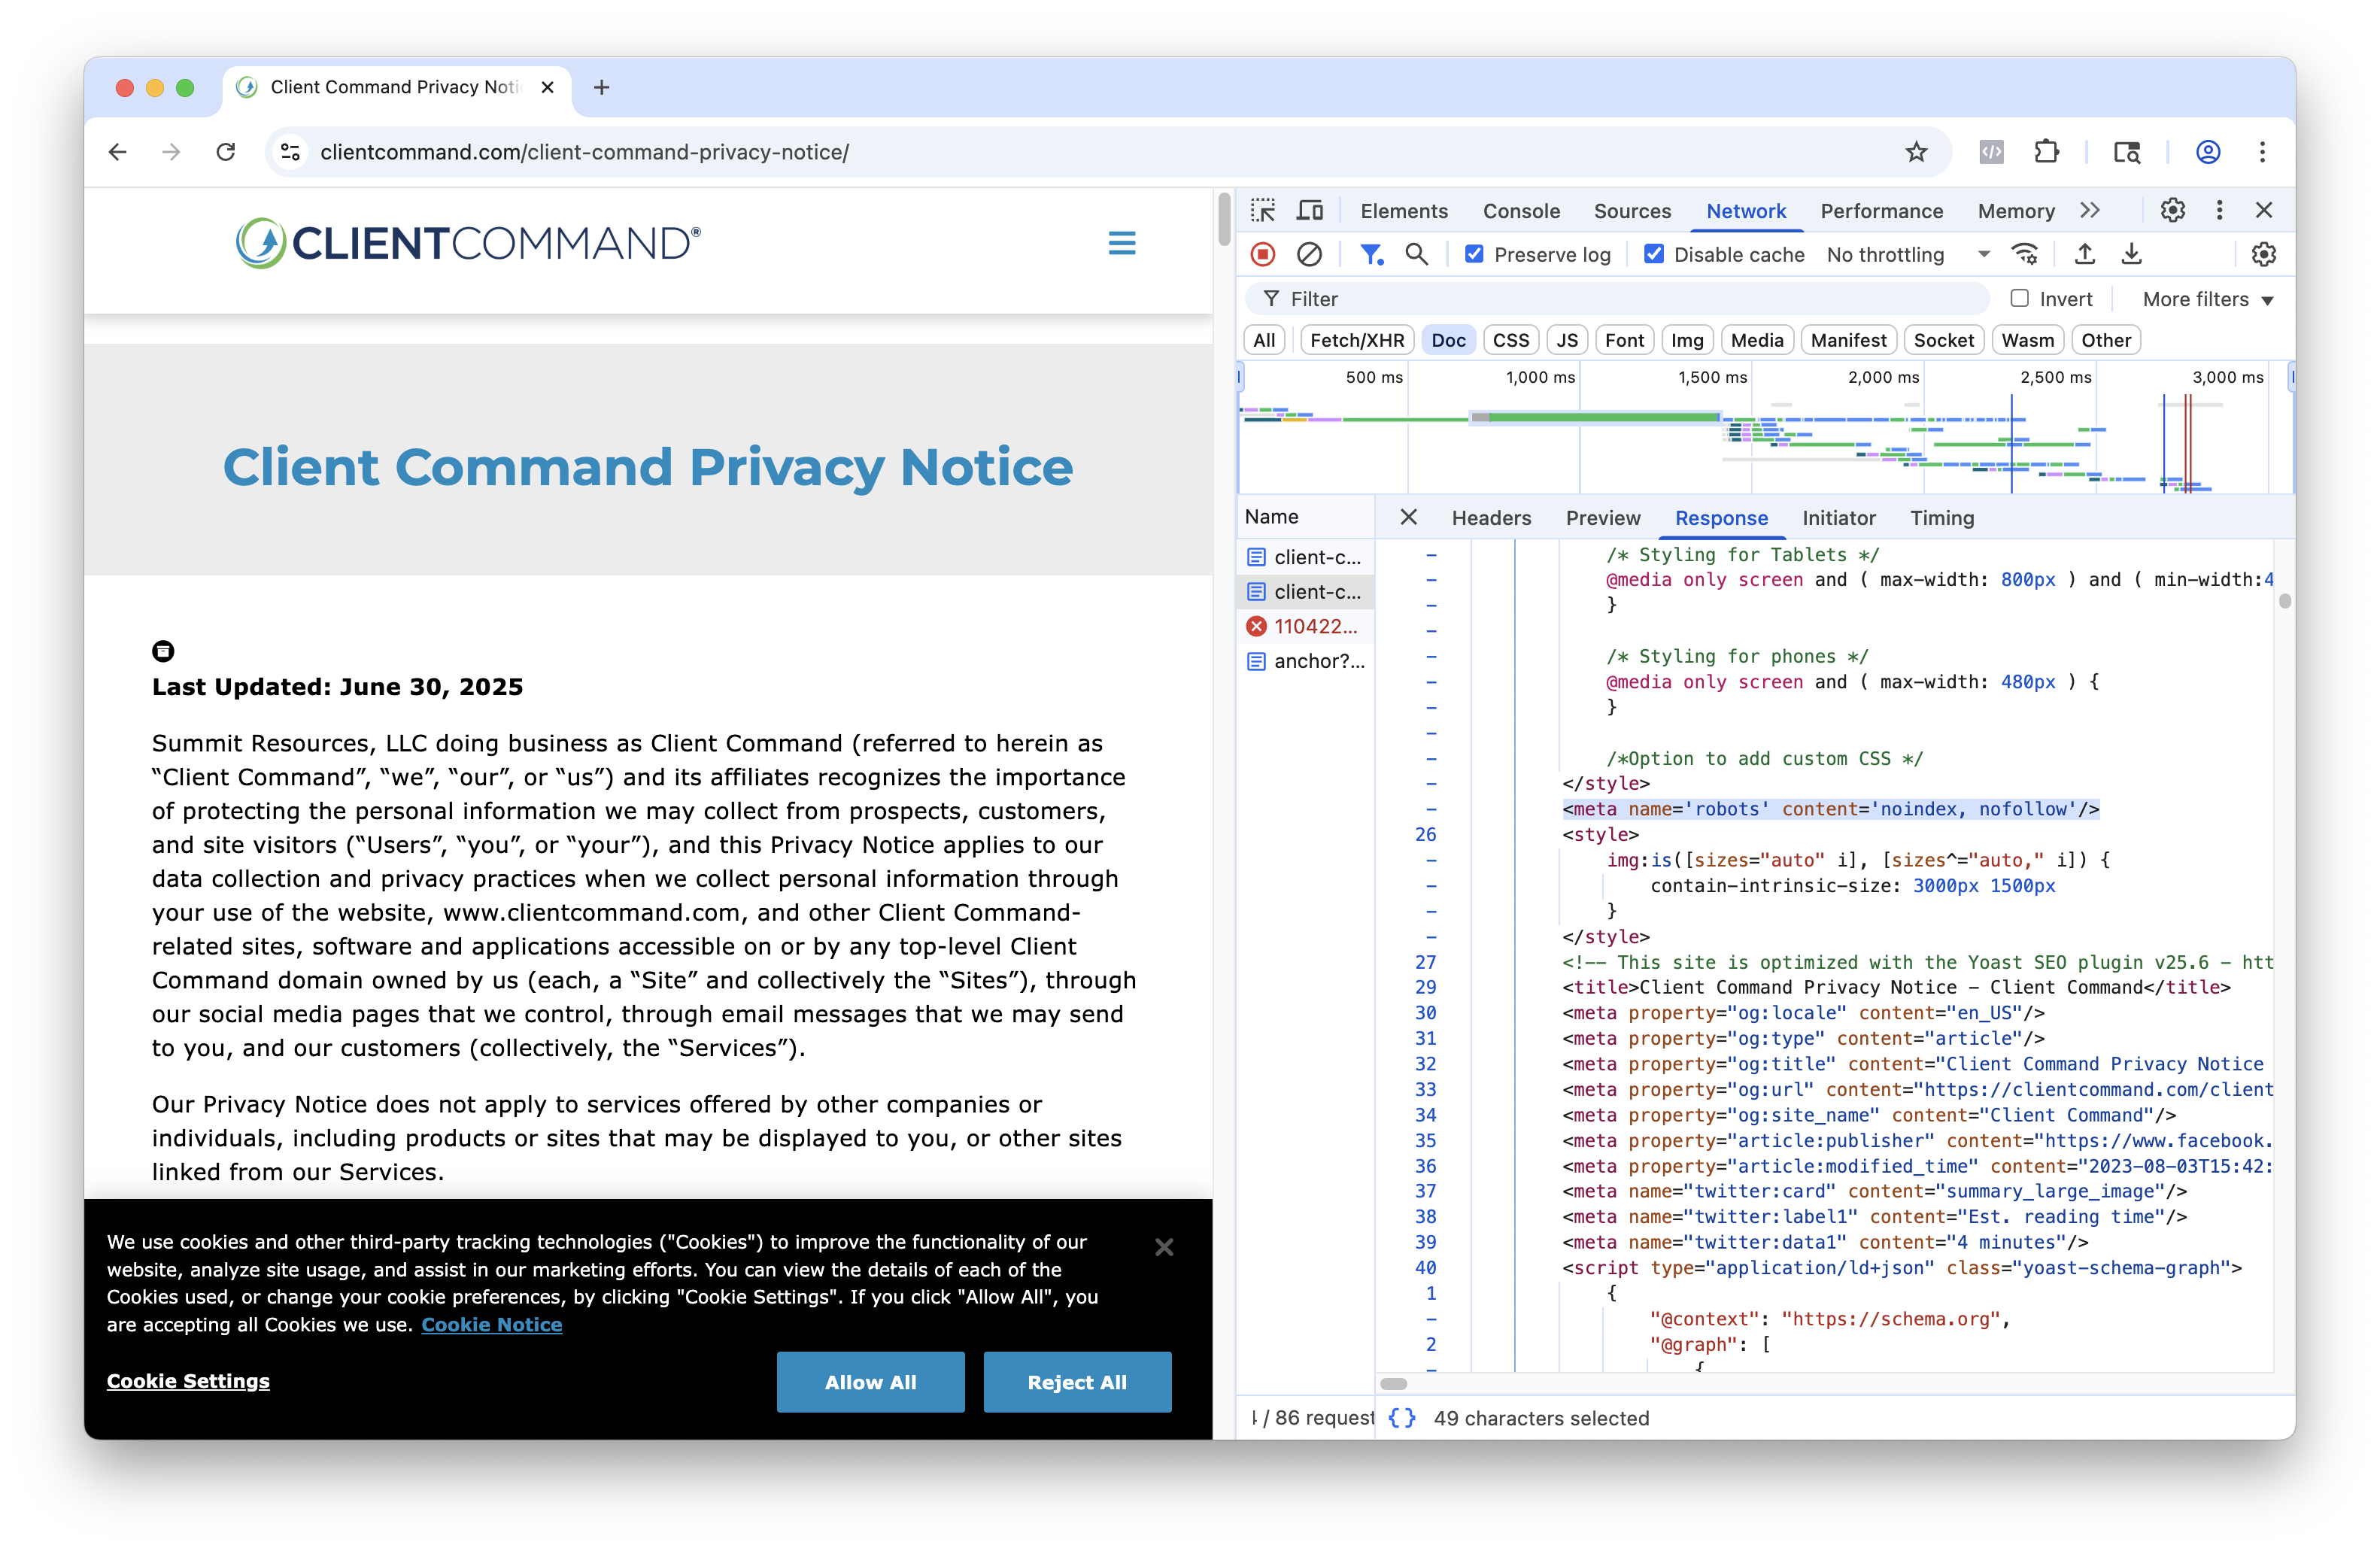 Client Command Privacy Noti
clientcommand.com/client-command-privacy-notice/
CLIENTCOMMAND®
Client Command Privacy Notice
Last Updated: June 30, 2025
Summit Resources, LLC doing business as Client Command (referred to herein as
“Client Command”, “we”, “our”, or “us”) and its affiliates recognizes the importance
of protecting the personal information we may collect from prospects, customers,
and site visitors (“Users”, “you”, or “your”), and this Privacy Notice applies to our
data collection and privacy practices when we collect personal information through
your use of the website, www.clientcommand.com, and other Client Command-
related sites, software and applications accessible on or by any top-level Client
Command domain owned by us (each, a “Site” and collectively the “Sites”), through
our social media pages that we control, through email messages that we may send
to you, and our customers (collectively, the “Services”).
Our Privacy Notice does not apply to services offered by other companies or
individuals, including products or sites that may be displayed to you, or other sites
linked from our Services.
We use cookies and other third-party tracking technologies ("Cookies") to improve the functionality of our
website, analyze site usage, and assist in our marketing efforts. You can view the details of each of the
Cookies used, or change your cookie preferences, by clicking "Cookie Settings". If you click "Allow All", you
are accepting all Cookies we use. Cookie Notice
Cookie Settings
Allow All
Reject All
Elements Console Sources Network Performance Memory
Preserve log Disable cache No throttling
Filter Invert More filters
All Fetch/XHR Doc CSS JS Font Img Media Manifest Socket Wasm Other
500 ms 1,000 ms 1,500 ms 2,000 ms 2,500 ms 3,000 ms
Name
client-c...
client-c...
110422...
anchor?...
Headers Preview Response Initiator Timing
/* Styling for Tablets */
@media only screen and ( max-width: 800px ) and ( min-width:4
}
/* Styling for phones */
@media only screen and ( max-width: 480px ) {
}
/*Option to add custom CSS */
</style>
<meta name='robots' content='noindex, nofollow'/>
26 <style>
img:is([sizes="auto" i], [sizes^="auto," i]) {
contain-intrinsic-size: 3000px 1500px
}
</style>
27 <!-- This site is optimized with the Yoast SEO plugin v25.6 - htt
29 <title>Client Command Privacy Notice - Client Command</title>
30 <meta property="og:locale" content="en_US"/>
31 <meta property="og:type" content="article"/>
32 <meta property="og:title" content="Client Command Privacy Notice
33 <meta property="og:url" content="https://clientcommand.com/client
34 <meta property="og:site_name" content="Client Command"/>
35 <meta property="article:publisher" content="https://www.facebook.
36 <meta property="article:modified_time" content="2023-08-03T15:42:
37 <meta name="twitter:card" content="summary_large_image"/>
38 <meta name="twitter:label1" content="Est. reading time"/>
39 <meta name="twitter:data1" content="4 minutes"/>
40 <script type="application/ld+json" class="yoast-schema-graph">
1 {
"@context": "https://schema.org",
2 "@graph": [
{
/ 86 request
{ } 49 characters selected